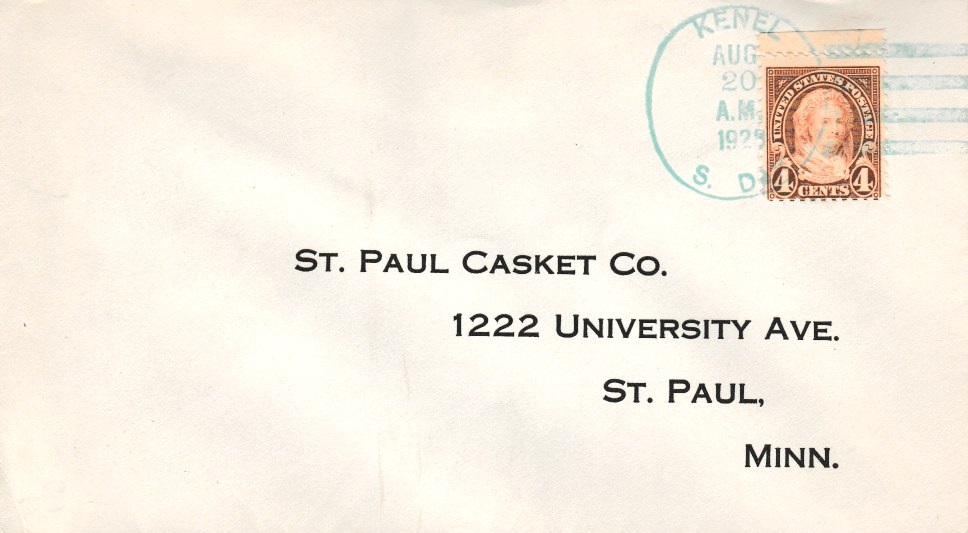 KENEL
AUG
20
A.M.
S. D.
UNITED STATES POSTAGE
4 CENTS 4
ST. PAUL CASKET CO.
1222 UNIVERSITY AVE.
ST. PAUL,
MINN.